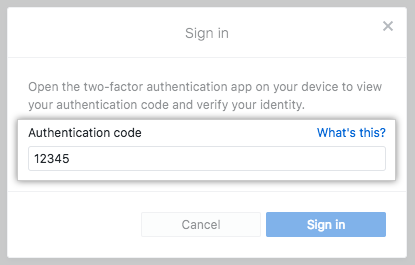 Sign in
Open the two-factor authentication app on your device to view
your authentication code and verify your identity.
Authentication code What's this?
12345
Cancel Sign in